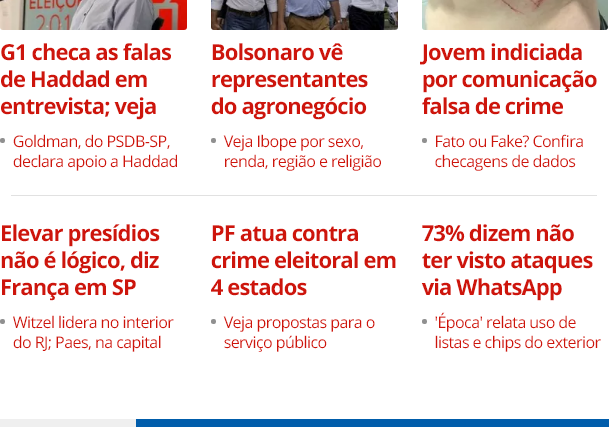 ELEIÇÕES
201
G1 checa as falas
de Haddad em
entrevista; veja
Goldman, do PSDB-SP,
declara apoio a Haddad
Bolsonaro vê
representantes
do agronegócio
Veja Ibope por sexo,
renda, região e religião
Jovem indiciada
por comunicação
falsa de crime
Fato ou Fake? Confira
checagens de dados
Elevar presídios
não é lógico, diz
França em SP
Witzel lidera no interior
do RJ; Paes, na capital
PF atua contra
crime eleitoral em
4 estados
Veja propostas para o
serviço público
73% dizem não
ter visto ataques
via WhatsApp
'Época' relata uso de
listas e chips do exterior